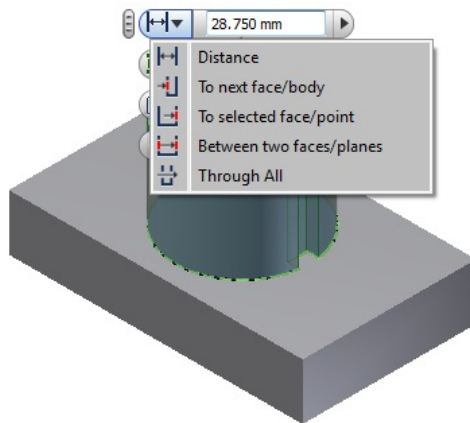 28.750 mm
Distance
To next face/body
To selected face/point
Between two faces/planes
Through All